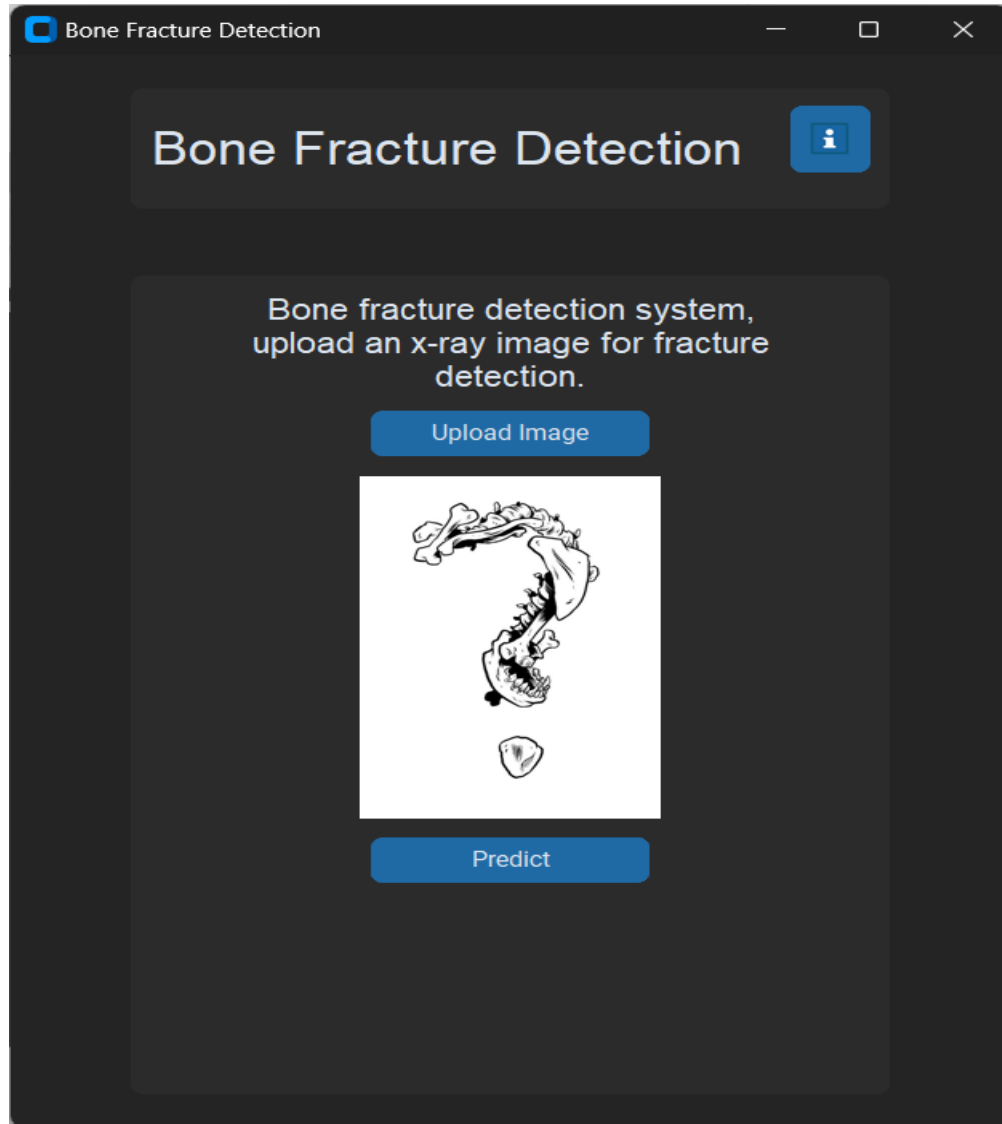 Bone Fracture Detection
Bone Fracture Detection
i
Bone fracture detection system,
upload an x-ray image for fracture
detection.
Upload Image
Predict